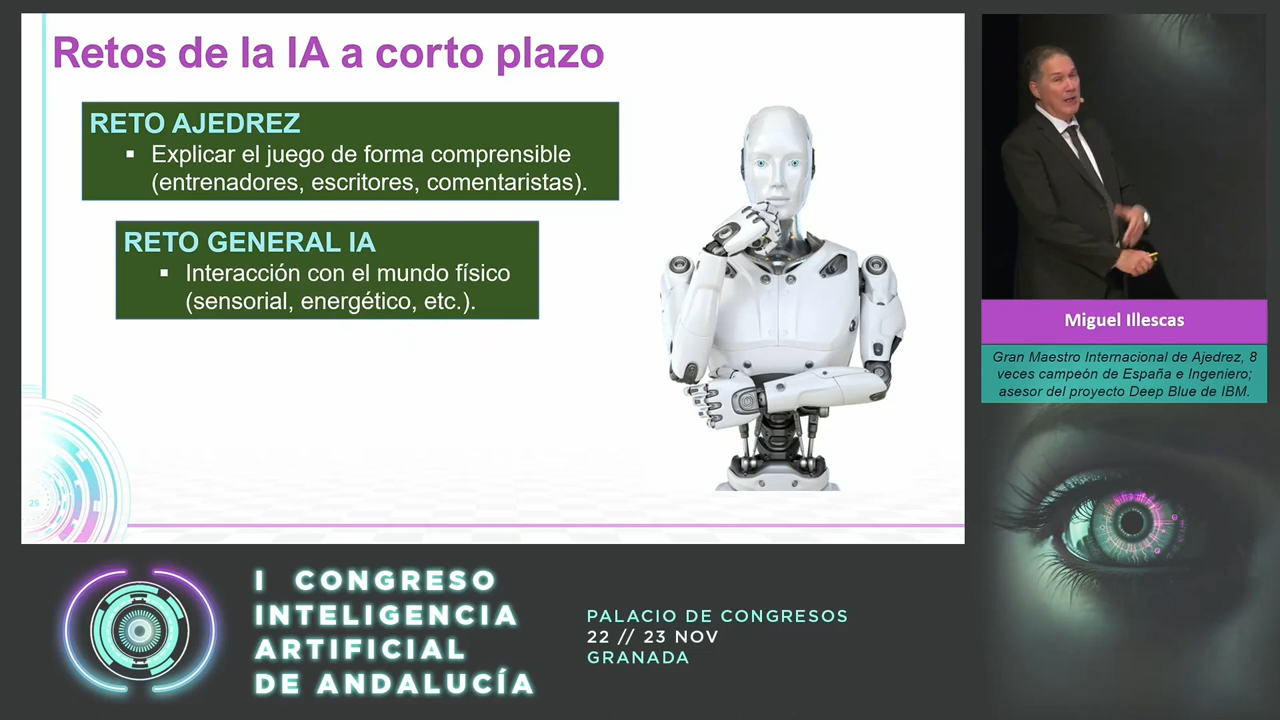 Retos de la IA a corto plazo
RETO AJEDREZ
▪ Explicar el juego de forma comprensible
(entrenadores, escritores, comentaristas).
RETO GENERAL IA
▪ Interacción con el mundo físico
(sensorial, energético, etc.).
25
Miguel Illescas
Gran Maestro Internacional de Ajedrez, 8
veces campeón de España e Ingeniero;
asesor del proyecto Deep Blue de IBM.
I CONGRESO
INTELIGENCIA
ARTIFICIAL
DE ANDALUCÍA
PALACIO DE CONGRESOS
22 // 23 NOV
GRANADA